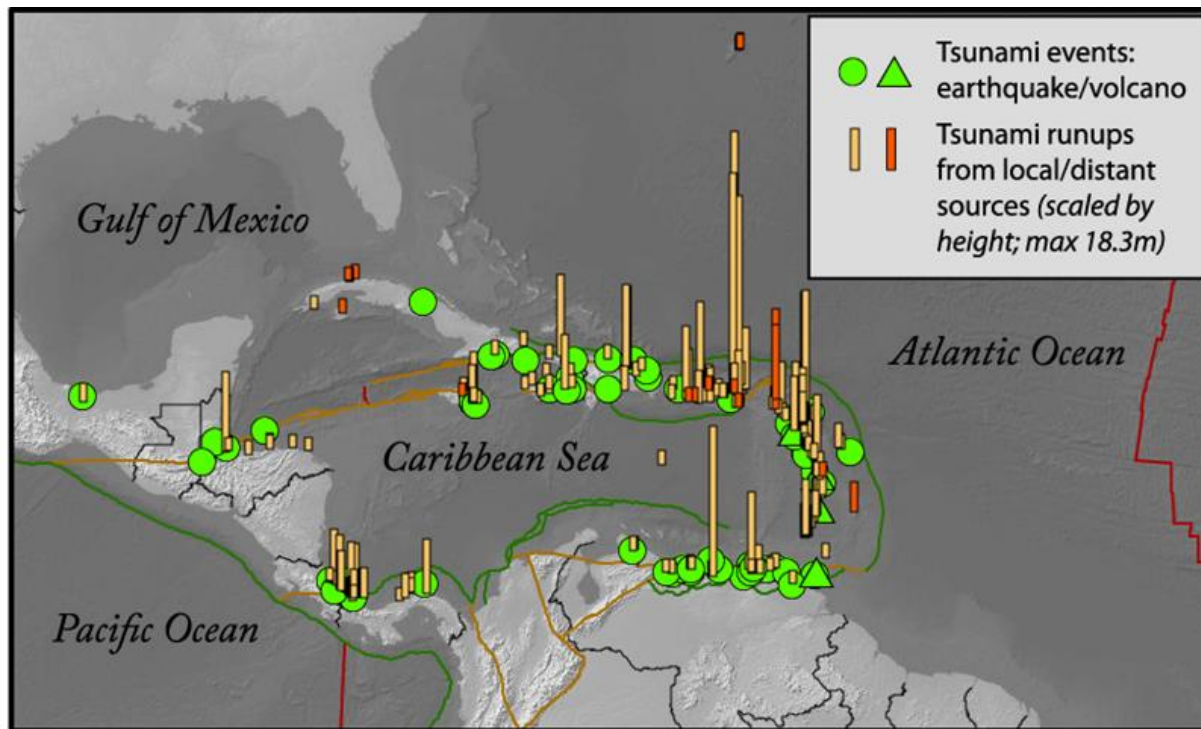 Tsunami events:
earthquake/volcano
Tsunami runups
from local/distant
sources (scaled by
height; max 18.3m)
Gulf of Mexico
Atlantic Ocean
Caribbean Sea
Pacific Ocean